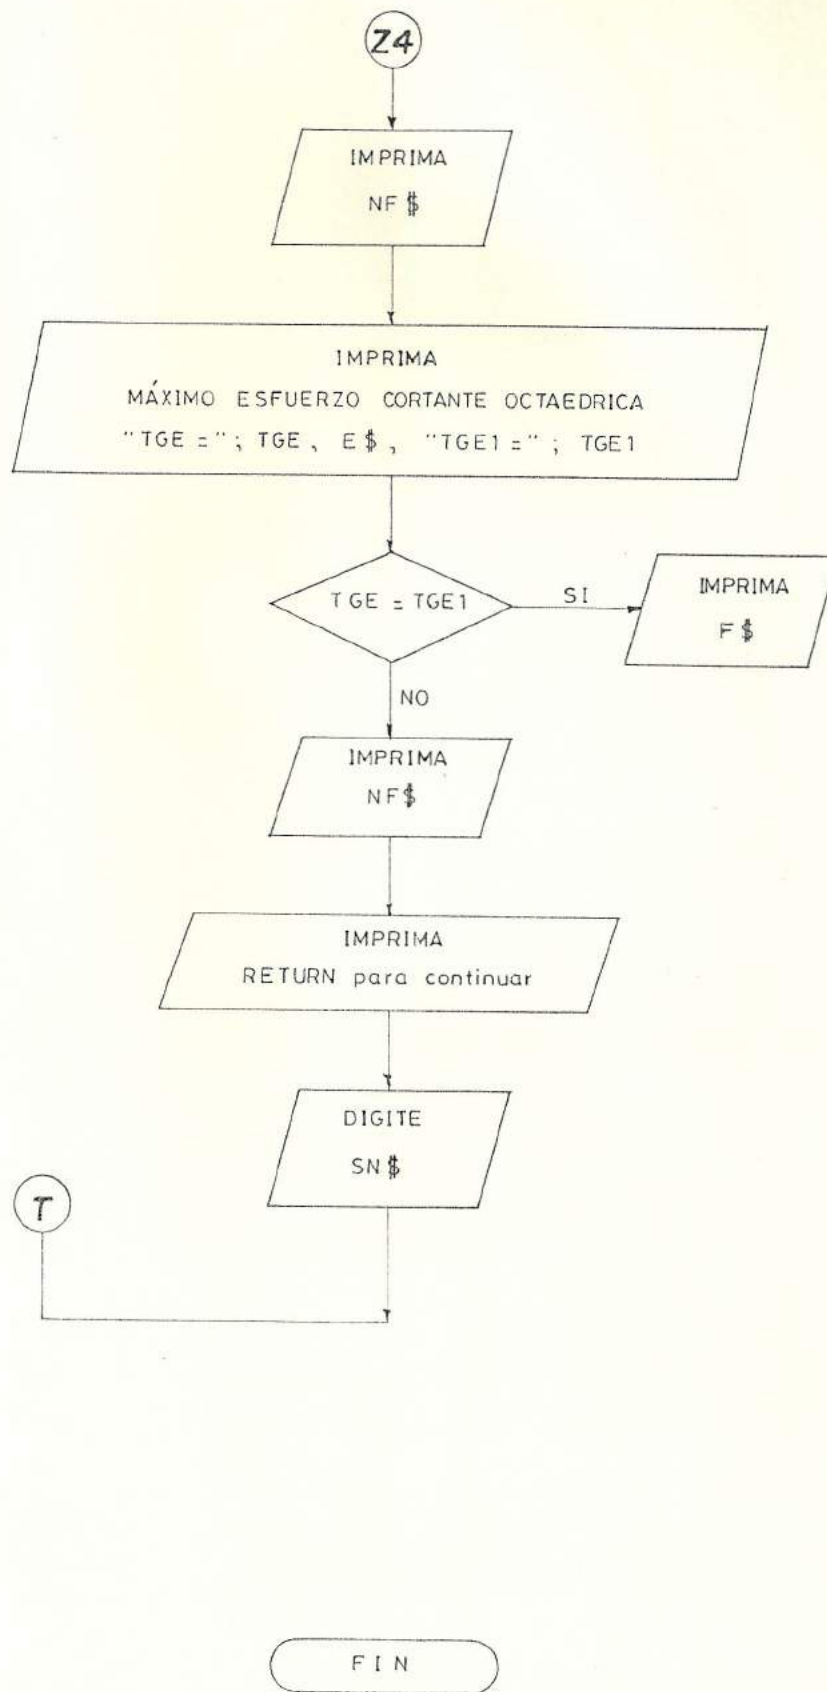 Z4
IMPRIMA
NF$
IMPRIMA
MÁXIMO ESFUERZO CORTANTE OCTAEDRICA
"TGE = "; TGE, E$, "TGE1 = "; TGE1
TGE = TGE1
SI
IMPRIMA
F$
NO
IMPRIMA
NF$
IMPRIMA
RETURN para continuar
DIGITE
SN$
T
FIN